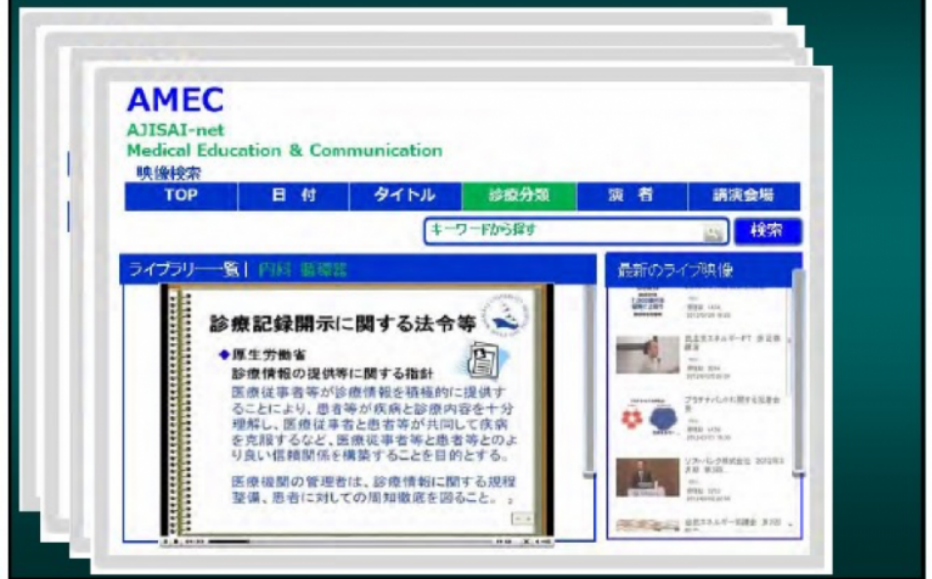 AMEC
AJISAI-net
Medical Education & Communication
映像検索
TOP 日 付 タイトル 診療分類 演 者 講演会場
キーワードから探す 検索
ライブラリー一覧| 内科 循環器
最新のライブ映像
診療記録開示に関する法令等
◆厚生労働省
診療情報の提供等に関する指針
医療従事者等が診療情報を積極的に提供す
ることにより、患者等が疾病と診療内容を十分
理解し、医療従事者と患者等が共同して疾病
を克服するなど、医療従事者等と患者等とのよ
り良い信頼関係を構築することを目的とする。
医療機関の管理者は、診療情報に関する規程
整備、患者に対しての周知徹底を図ること。 2